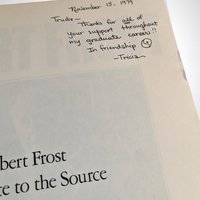 November 15, 1979
Trudie~
Thanks for all of
your support throughout
my graduate career!!
In friendship
~Tricia
bert Frost
te to the Source